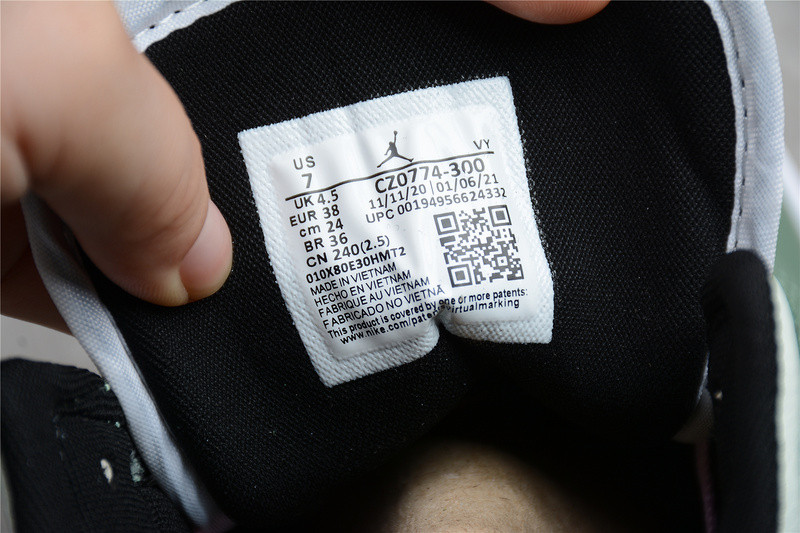 US
7
VY
CZ0774-300
UK 4.5
11/11/20 | 01/06/21
EUR 38
UPC 00194956624332
cm 24
BR 36
CN 240(2.5)
010X80E30HMT2
MADE IN VIETNAM
HECHO EN VIETNAM
FABRIQUE AU VIETNAM
FABRICADO NO VIETNÃ
This product is covered by one or more patents:
www.nike.com/pate virtualmarking